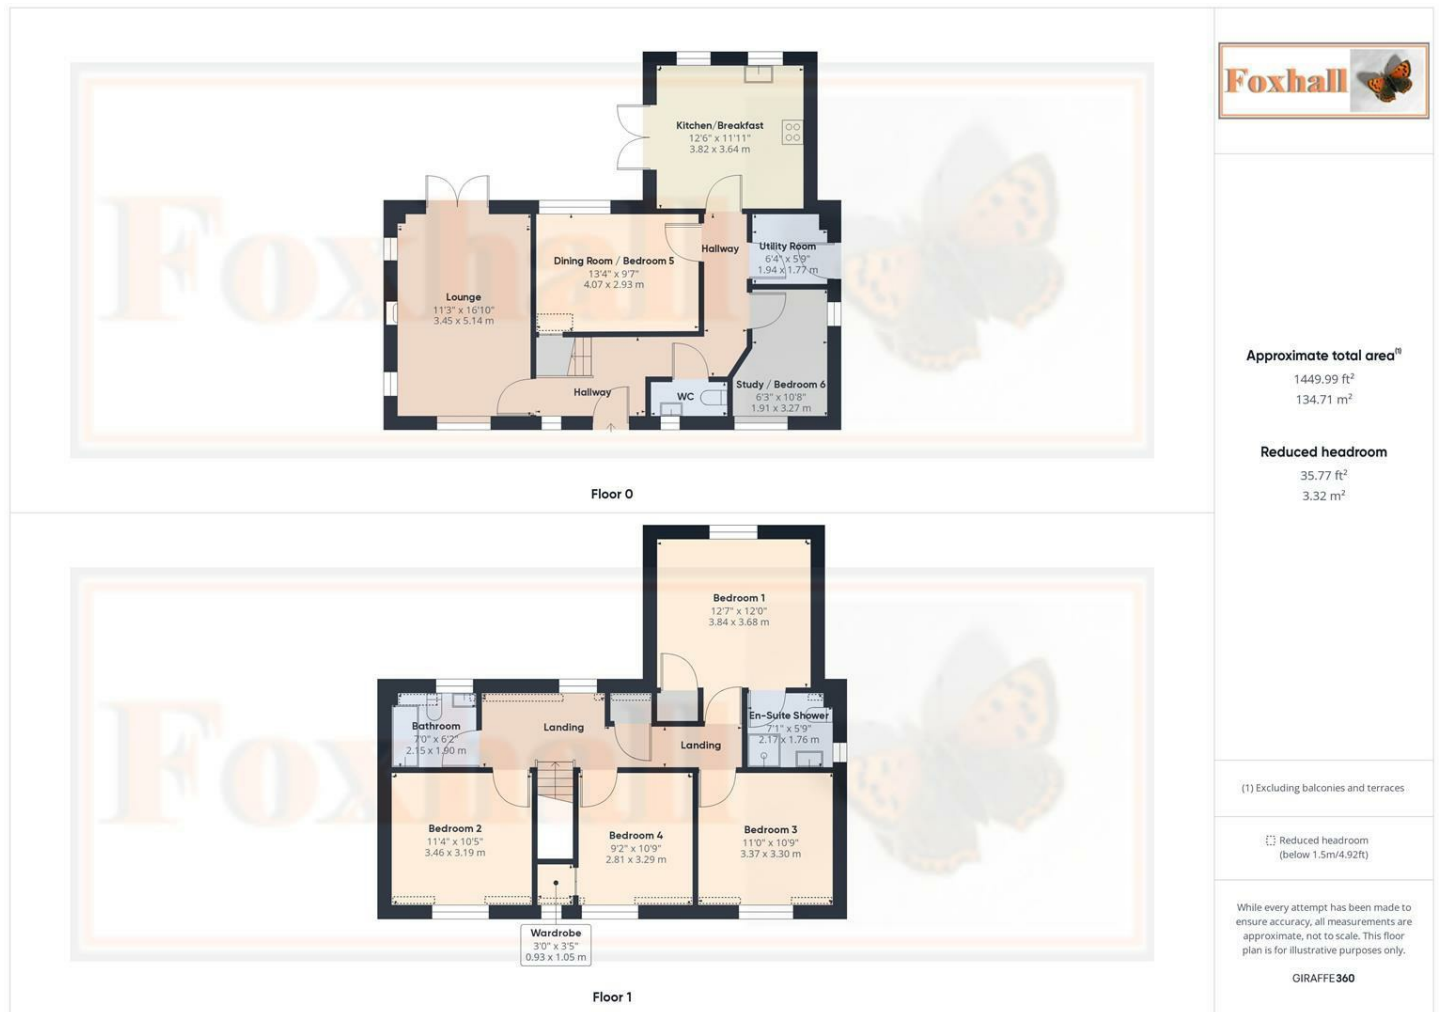 Foxhall
Kitchen/Breakfast
12'6" x 11'11"
3.82 x 3.64 m
Hallway
Utility Room
6'4" x 5'9"
1.94 x 1.77 m
Dining Room / Bedroom 5
13'4" x 9'7"
4.07 x 2.93 m
Lounge
11'3" x 16'10"
3.45 x 5.14 m
Hallway
WC
Study / Bedroom 6
6'3" x 10'8"
1.91 x 3.27 m
Foxhall
Floor 0
Bedroom 1
12'7" x 12'0"
3.84 x 3.68 m
Bathroom
7'0" x 6'2"
2.15 x 1.90 m
Landing
Landing
En-Suite Shower
7'1" x 5'9"
2.17 x 1.76 m
Bedroom 2
11'4" x 10'5"
3.46 x 3.19 m
Bedroom 4
9'2" x 10'9"
2.81 x 3.29 m
Bedroom 3
11'0" x 10'9"
3.37 x 3.30 m
Wardrobe
3'0" x 3'5"
0.93 x 1.05 m
Foxhall
Floor 1
Approximate total area(1)
1449.99 ft²
134.71 m²
Reduced headroom
35.77 ft²
3.32 m²
(1) Excluding balconies and terraces
Reduced headroom
(below 1.5m/4.92ft)
While every attempt has been made to
ensure accuracy, all measurements are
approximate, not to scale. This floor
plan is for illustrative purposes only.
GIRAFFE360